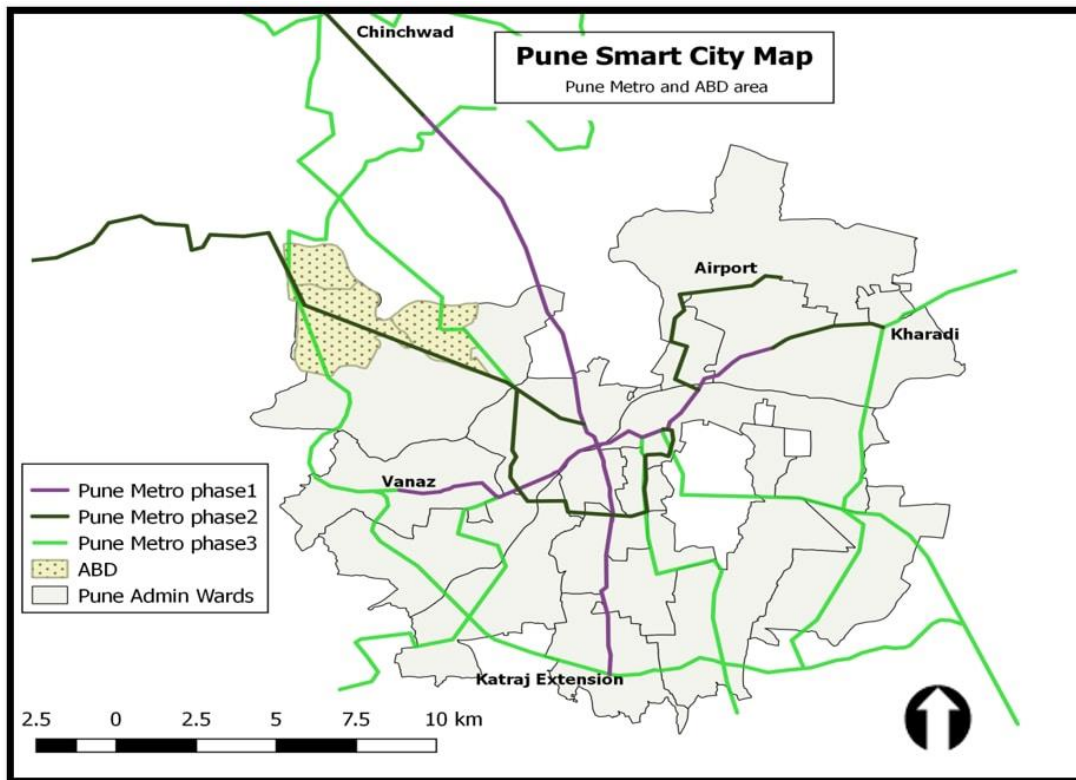 Chinchwad
Pune Smart City Map
Pune Metro and ABD area
Airport
Kharadi
Vanaz
Pune Metro phase1
Pune Metro phase2
Pune Metro phase3
ABD
Pune Admin Wards
Katraj Extension
2.5 0 2.5 5 7.5 10 km